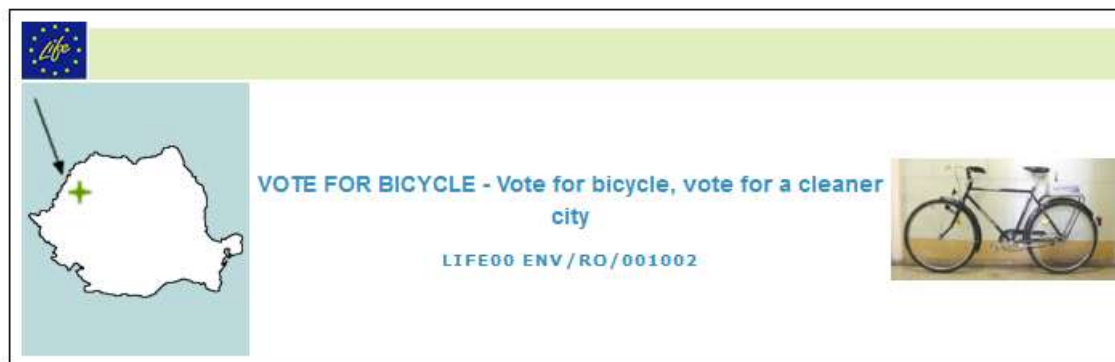 Life
VOTE FOR BICYCLE - Vote for bicycle, vote for a cleaner
city
LIFE00 ENV/RO/001002